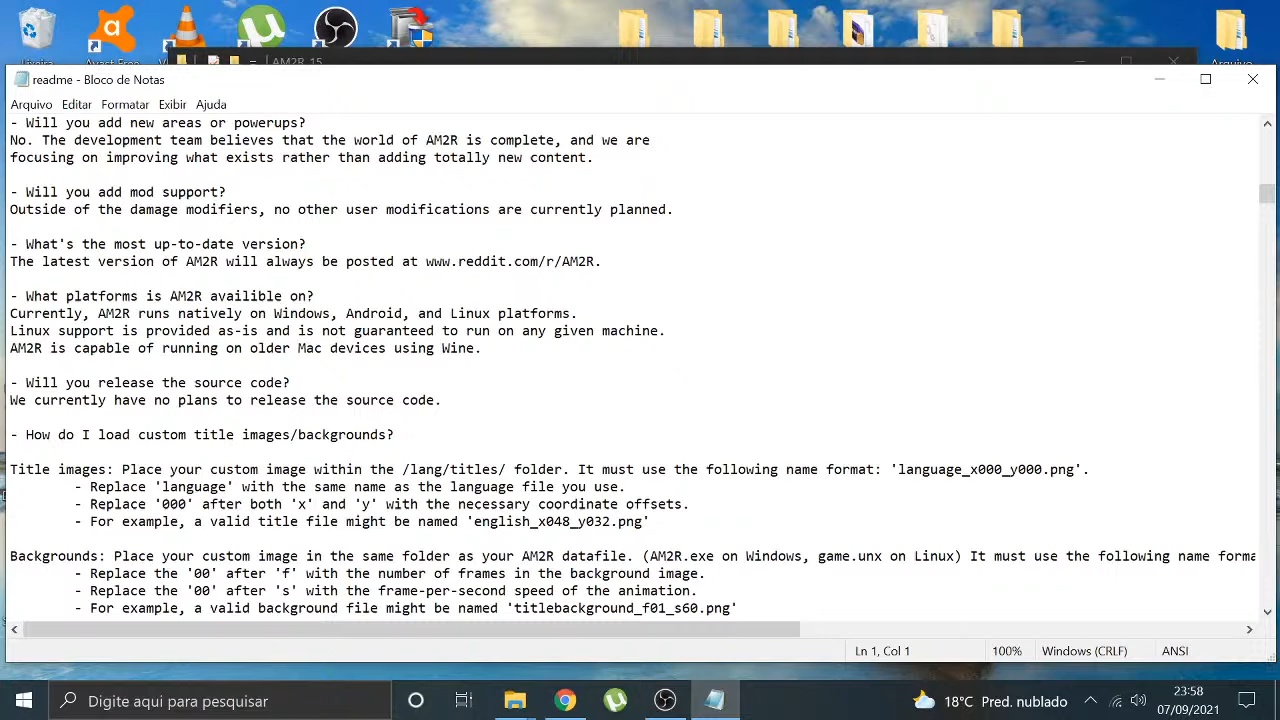 Lixeira
Avast Free
AM2R_15
Arquivo
readme - Bloco de Notas
Arquivo Editar Formatar Exibir Ajuda
- Will you add new areas or powerups?
No. The development team believes that the world of AM2R is complete, and we are
focusing on improving what exists rather than adding totally new content.
- Will you add mod support?
Outside of the damage modifiers, no other user modifications are currently planned.
- What's the most up-to-date version?
The latest version of AM2R will always be posted at www.reddit.com/r/AM2R.
- What platforms is AM2R availible on?
Currently, AM2R runs natively on Windows, Android, and Linux platforms.
Linux support is provided as-is and is not guaranteed to run on any given machine.
AM2R is capable of running on older Mac devices using Wine.
- Will you release the source code?
We currently have no plans to release the source code.
- How do I load custom title images/backgrounds?
Title images: Place your custom image within the /lang/titles/ folder. It must use the following name format: 'language_x000_y000.png'.
- Replace 'language' with the same name as the language file you use.
- Replace '000' after both 'x' and 'y' with the necessary coordinate offsets.
- For example, a valid title file might be named 'english_x048_y032.png'
Backgrounds: Place your custom image in the same folder as your AM2R datafile. (AM2R.exe on Windows, game.unx on Linux) It must use the following name forma
- Replace the '00' after 'f' with the number of frames in the background image.
- Replace the '00' after 's' with the frame-per-second speed of the animation.
- For example, a valid background file might be named 'titlebackground_f01_s60.png'
Ln 1, Col 1 100% Windows (CRLF) ANSI
Digite aqui para pesquisar
18°C Pred. nublado
23:58
07/09/2021